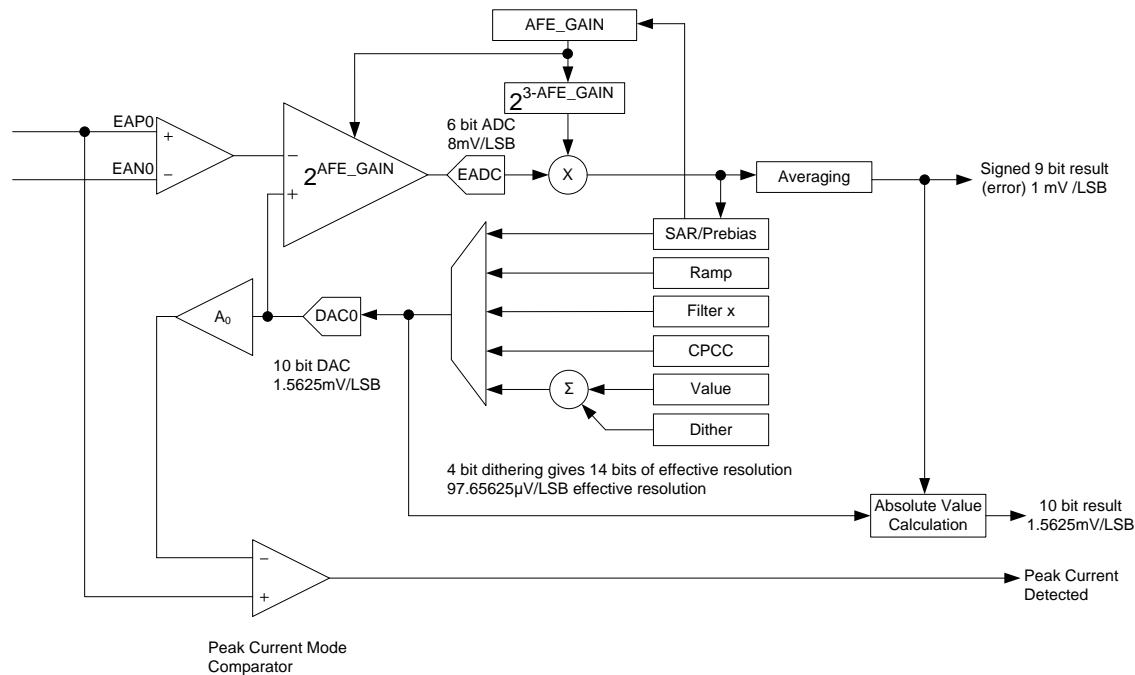 AFE_GAIN
2^3-AFE_GAIN
EAP0
EAN0
+
−
−
+
2^AFE_GAIN
6 bit ADC
8mV/LSB
EADC
X
Averaging
Signed 9 bit result
(error) 1 mV /LSB
SAR/Prebias
Ramp
Filter x
CPCC
Value
Dither
Σ
A₀
DAC0
10 bit DAC
1.5625mV/LSB
4 bit dithering gives 14 bits of effective resolution
97.65625µV/LSB effective resolution
Absolute Value
Calculation
10 bit result
1.5625mV/LSB
−
+
Peak Current
Detected
Peak Current Mode
Comparator